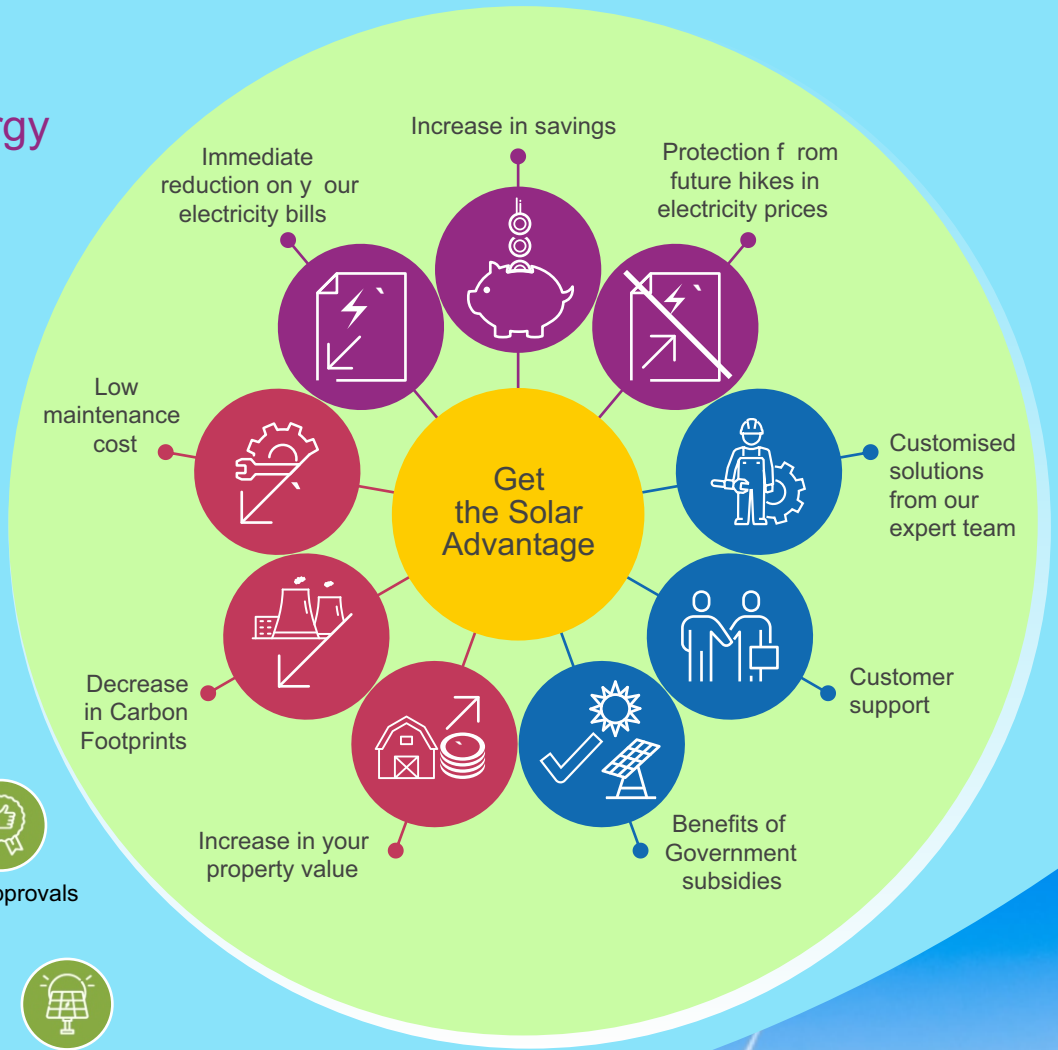 Increase in savings
Immediate
reduction on y our
electricity bills
Protection f rom
future hikes in
electricity prices
Low
maintenance
cost
Get
the Solar
Advantage
Customised
solutions
from our
expert team
Decrease
in Carbon
Footprints
Customer
support
Increase in your
property value
Benefits of
Government
subsidies